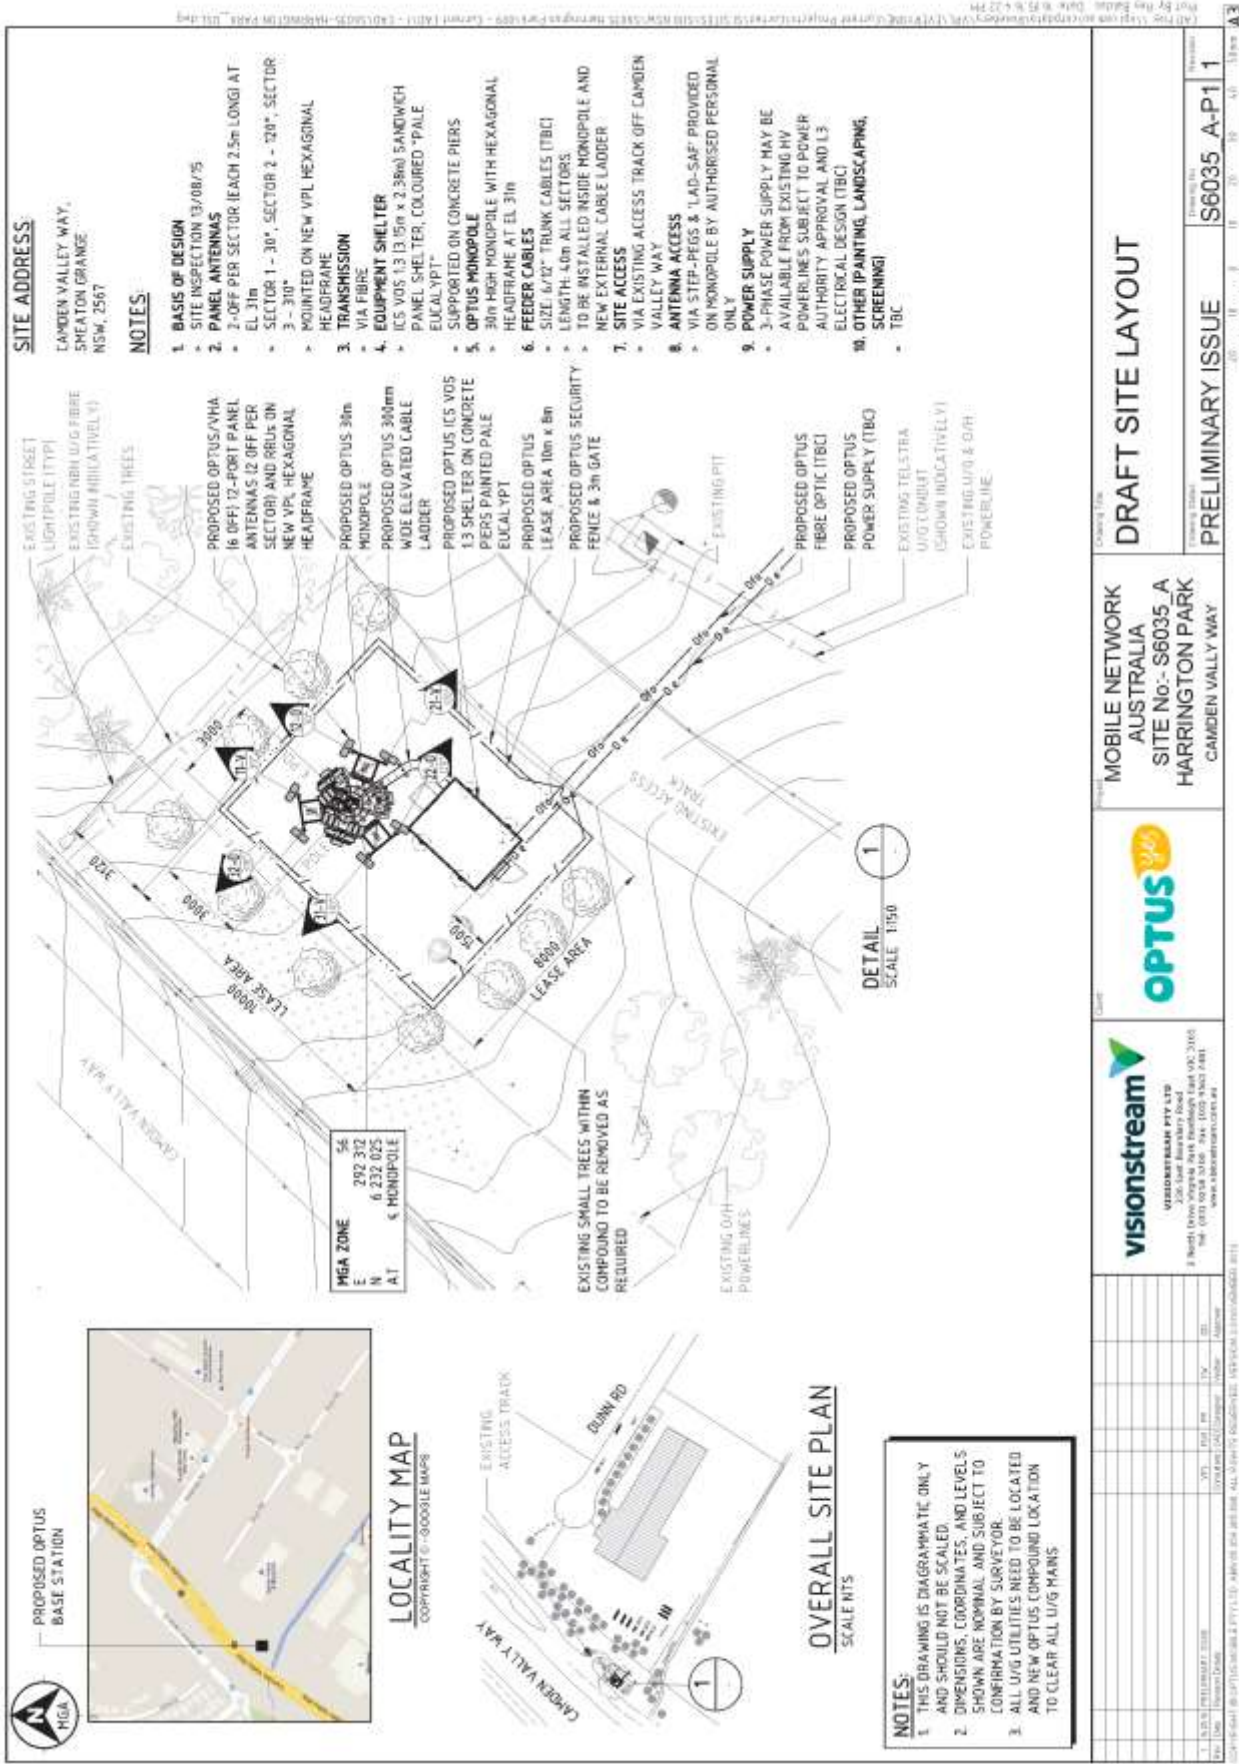 PROPOSED OPTUS
BASE STATION
N
MGA
LOCALITY MAP
COPYRIGHT © - GOOGLE MAPS
EXISTING
ACCESS TRACK
DUNN RD
CAMDEN VALLY WAY
1
OVERALL SITE PLAN
SCALE NTS
NOTES:
1 THIS DRAWING IS DIAGRAMMATIC ONLY
AND SHOULD NOT BE SCALED.
2. DIMENSIONS, COORDINATES, AND LEVELS
SHOWN ARE NOMINAL AND SUBJECT TO
CONFIRMATION BY SURVEYOR.
3. ALL U/G UTILITIES NEED TO BE LOCATED
AND NEW OPTUS COMPOUND LOCATION
TO CLEAR ALL U/G MAINS
CAMDEN VALLY WAY
MGA ZONE 56
E 292 312
N 6 232 025
AT ℄ MONOPOLE
EXISTING SMALL TREES WITHIN
COMPOUND TO BE REMOVED AS
REQUIRED
EXISTING O/H
POWERLINES
3120
3000
3000
10000
LEASE AREA
1500
8000
LEASE AREA
EXISTING ACCESS
TRACK
DETAIL
SCALE 1:150
1
EXISTING STREET
LIGHTPOLE (TYP)
EXISTING NBN U/G FIBRE
(SHOWN INDICATIVELY)
EXISTING TREES
PROPOSED OPTUS/VHA
(6 OFF) 12-PORT PANEL
ANTENNAS (2 OFF PER
SECTOR) AND RRUs ON
NEW VPL HEXAGONAL
HEADFRAME
PROPOSED OPTUS 30m
MONOPOLE
PROPOSED OPTUS 300mm
WIDE ELEVATED CABLE
LADDER
PROPOSED OPTUS ICS VOS
1.3 SHELTER ON CONCRETE
PIERS PAINTED PALE
EUCALYPT
PROPOSED OPTUS
LEASE AREA 10m x 8m
PROPOSED OPTUS SECURITY
FENCE & 3m GATE
EXISTING PIT
PROPOSED OPTUS
FIBRE OPTIC (TBC)
PROPOSED OPTUS
POWER SUPPLY (TBC)
EXISTING TELSTRA
U/G CONDUIT
(SHOWN INDICATIVELY)
EXISTING U/G & O/H
POWERLINE
SITE ADDRESS:
CAMDEN VALLEY WAY,
SMEATON GRANGE
NSW, 2567
NOTES:
1. BASIS OF DESIGN
SITE INSPECTION 13/08/15
2. PANEL ANTENNAS
2-OFF PER SECTOR (EACH 2.5m LONG) AT
EL 31m
SECTOR 1 - 30°, SECTOR 2 - 120°, SECTOR
3 - 310°
MOUNTED ON NEW VPL HEXAGONAL
HEADFRAME
3. TRANSMISSION
VIA FIBRE
4. EQUIPMENT SHELTER
ICS VOS 1.3 (3.15m x 2.38m) SANDWICH
PANEL SHELTER, COLOURED "PALE
EUCALYPT"
SUPPORTED ON CONCRETE PIERS
5. OPTUS MONOPOLE
30m HIGH MONOPOLE WITH HEXAGONAL
HEADFRAME AT EL 31m
6. FEEDER CABLES
SIZE: 6/12" TRUNK CABLES (TBC)
LENGTH: 40m ALL SECTORS
TO BE INSTALLED INSIDE MONOPOLE AND
NEW EXTERNAL CABLE LADDER
7. SITE ACCESS
VIA EXISTING ACCESS TRACK OFF CAMDEN
VALLEY WAY
8. ANTENNA ACCESS
VIA STEP-PEGS & 'LAD-SAF' PROVIDED
ON MONOPOLE BY AUTHORISED PERSONAL
ONLY
9. POWER SUPPLY
3-PHASE POWER SUPPLY MAY BE
AVAILABLE FROM EXISTING HV
POWERLINES SUBJECT TO POWER
AUTHORITY APPROVAL AND L3
ELECTRICAL DESIGN (TBC)
10. OTHER (PAINTING, LANDSCAPING,
SCREENING)
TBC
visionstream
VISIONSTREAM PTY LTD
OPTUS yes
MOBILE NETWORK
AUSTRALIA
SITE No:- S6035_A
HARRINGTON PARK
CAMDEN VALLY WAY
DRAFT SITE LAYOUT
PRELIMINARY ISSUE
S6035_A-P1
1
A3